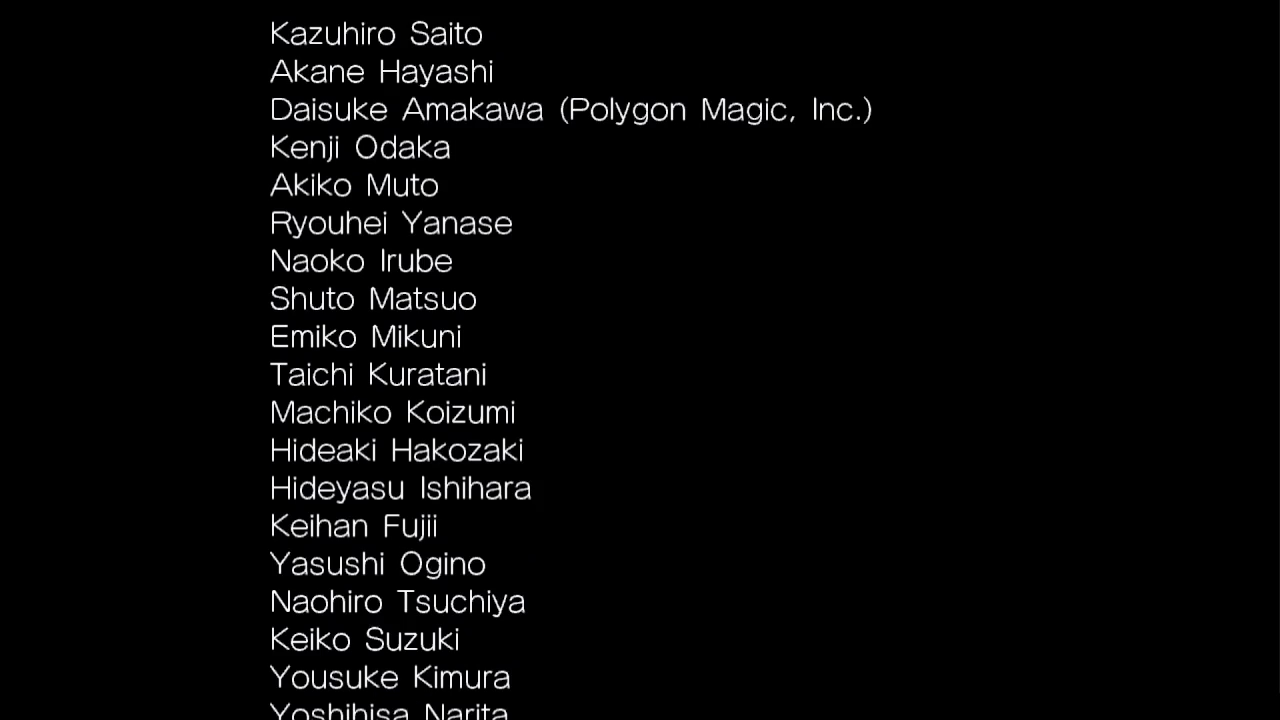 Kazuhiro Saito
Akane Hayashi
Daisuke Amakawa (Polygon Magic, Inc.)
Kenji Odaka
Akiko Muto
Ryouhei Yanase
Naoko Irube
Shuto Matsuo
Emiko Mikuni
Taichi Kuratani
Machiko Koizumi
Hideaki Hakozaki
Hideyasu Ishihara
Keihan Fujii
Yasushi Ogino
Naohiro Tsuchiya
Keiko Suzuki
Yousuke Kimura
Yoshihisa Narita